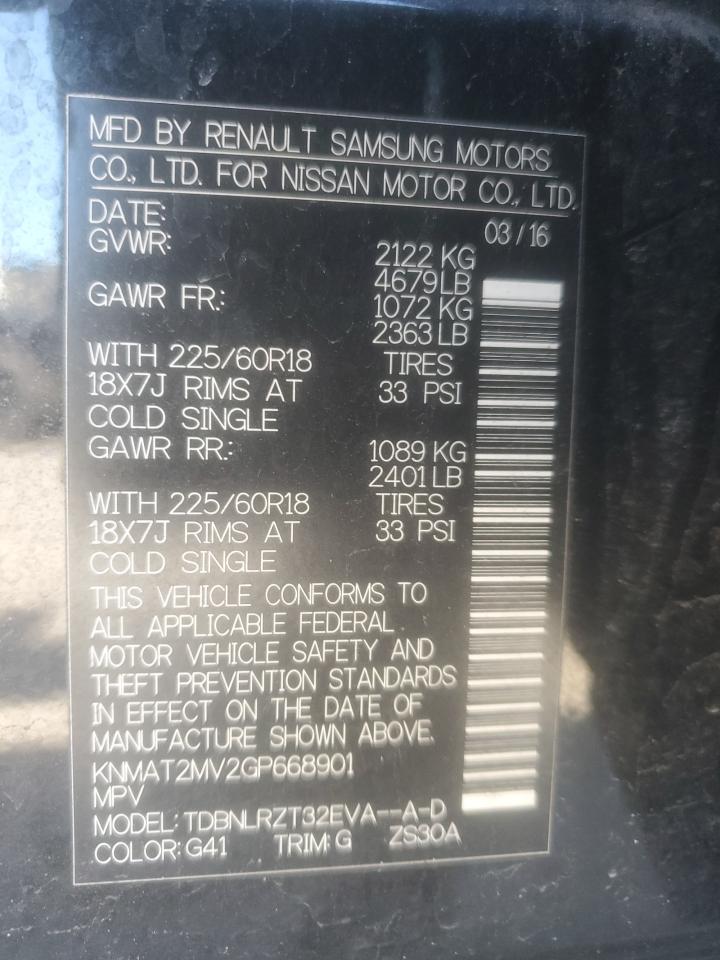 MFD BY RENAULT SAMSUNG MOTORS
CO., LTD. FOR NISSAN MOTOR CO., LTD.
DATE: 03/16
GVWR: 2122 KG
4679 LB
GAWR FR.: 1072 KG
2363 LB
WITH 225/60R18 TIRES
18X7J RIMS AT 33 PSI
COLD SINGLE
GAWR RR.: 1089 KG
2401 LB
WITH 225/60R18 TIRES
18X7J RIMS AT 33 PSI
COLD SINGLE
THIS VEHICLE CONFORMS TO
ALL APPLICABLE FEDERAL
MOTOR VEHICLE SAFETY AND
THEFT PREVENTION STANDARDS
IN EFFECT ON THE DATE OF
MANUFACTURE SHOWN ABOVE.
KNMAT2MV2GP668901
MPV
MODEL: TDBNLRZT32EVA--A-D
COLOR: G41 TRIM: G ZS30A